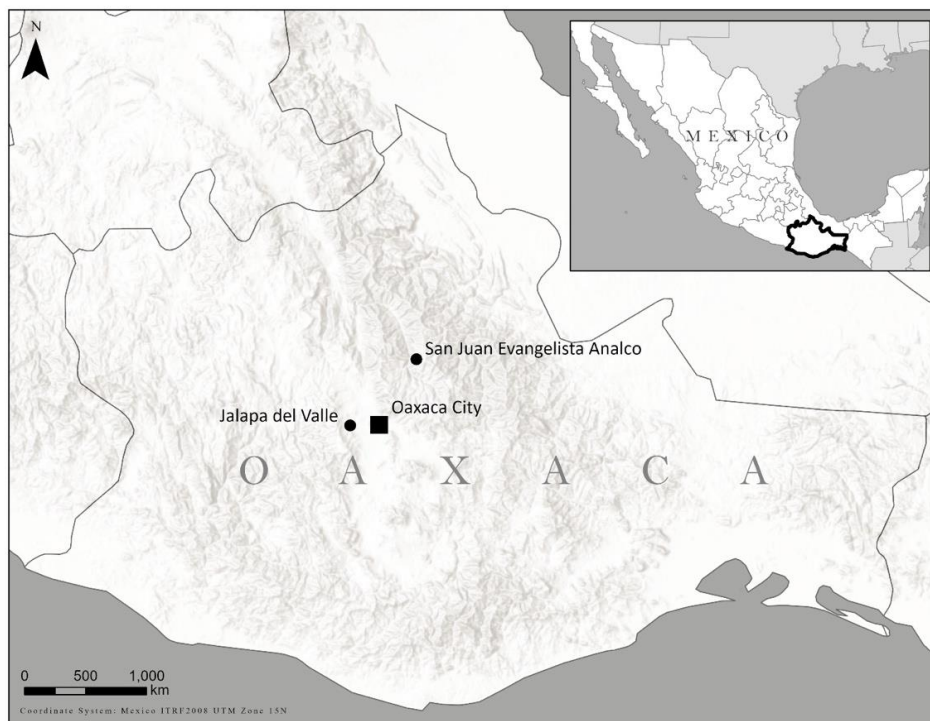 N
MEXICO
San Juan Evangelista Analco
Oaxaca City
Jalapa del Valle
OAXACA
0 500 1,000
km
Coordinate System: Mexico ITRF2008 UTM Zone 15N